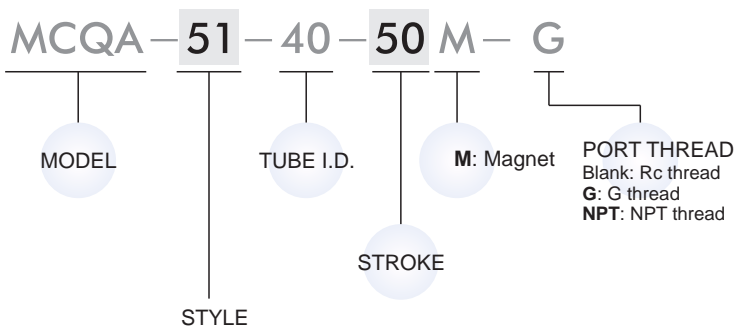 MCQA – 51 – 40 – 50 M – G
MODEL
TUBE I.D.
M: Magnet
PORT THREAD
Blank: Rc thread
G: G thread
NPT: NPT thread
STROKE
STYLE